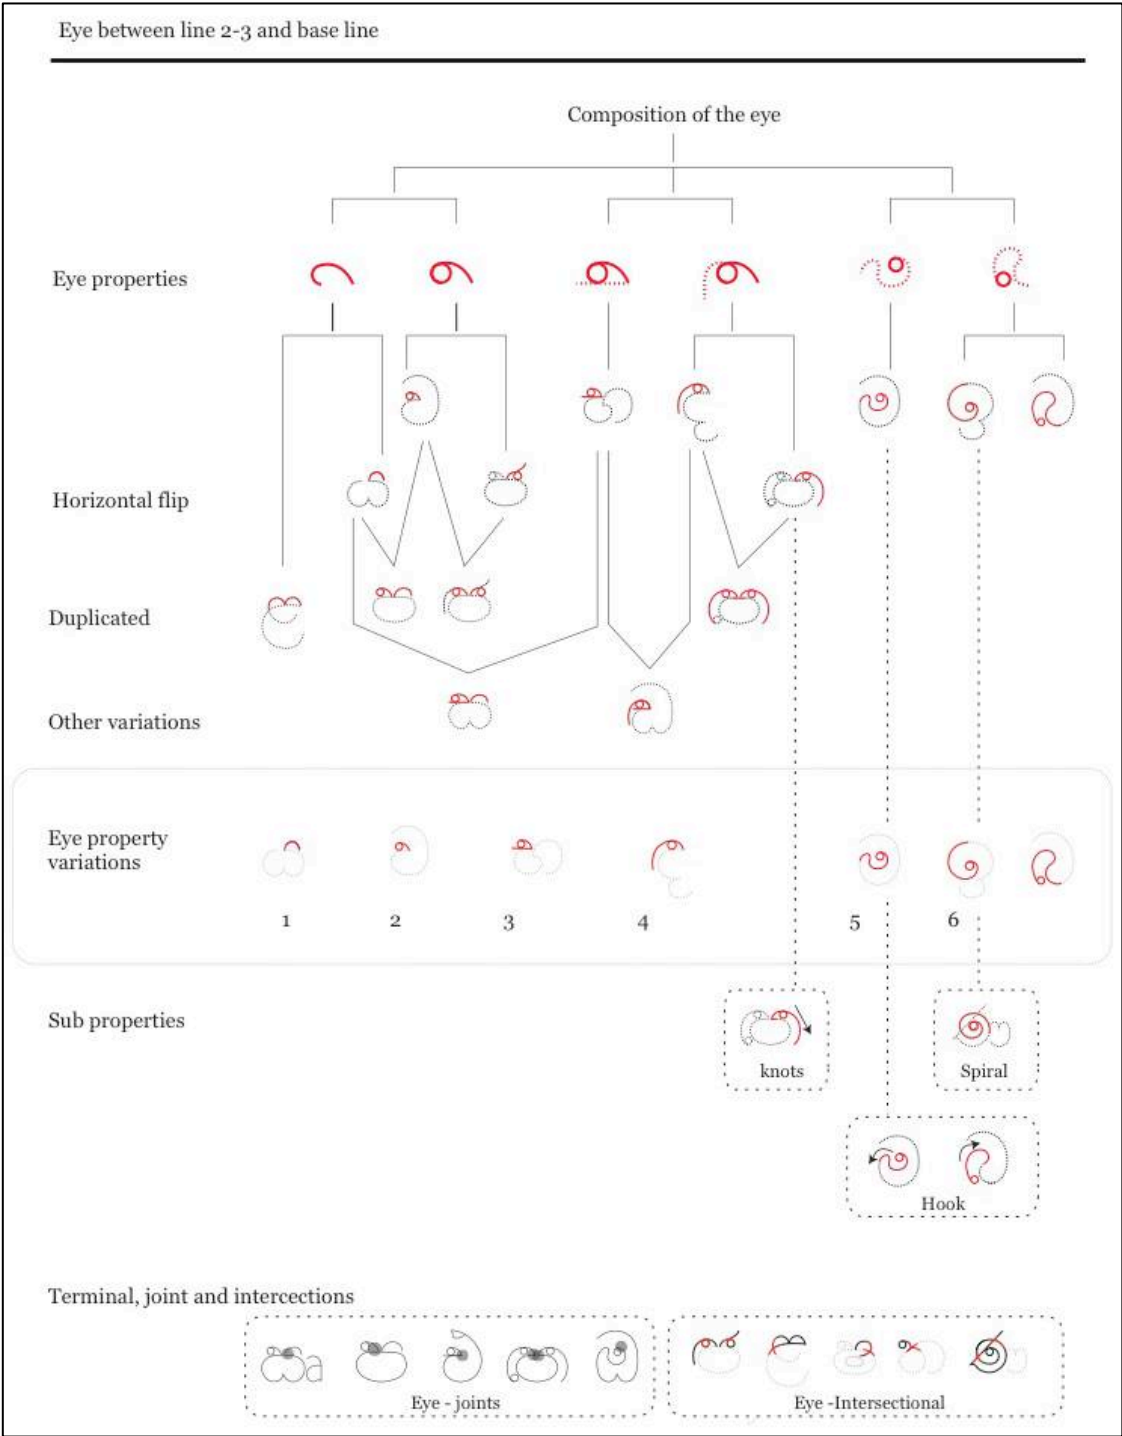 Eye between line 2-3 and base line
Composition of the eye
Eye properties
Horizontal flip
Duplicated
Other variations
Eye property
variations
1 2 3 4 5 6
Sub properties
knots Spiral
Hook
Terminal, joint and intercections
Eye - joints Eye -Intersectional